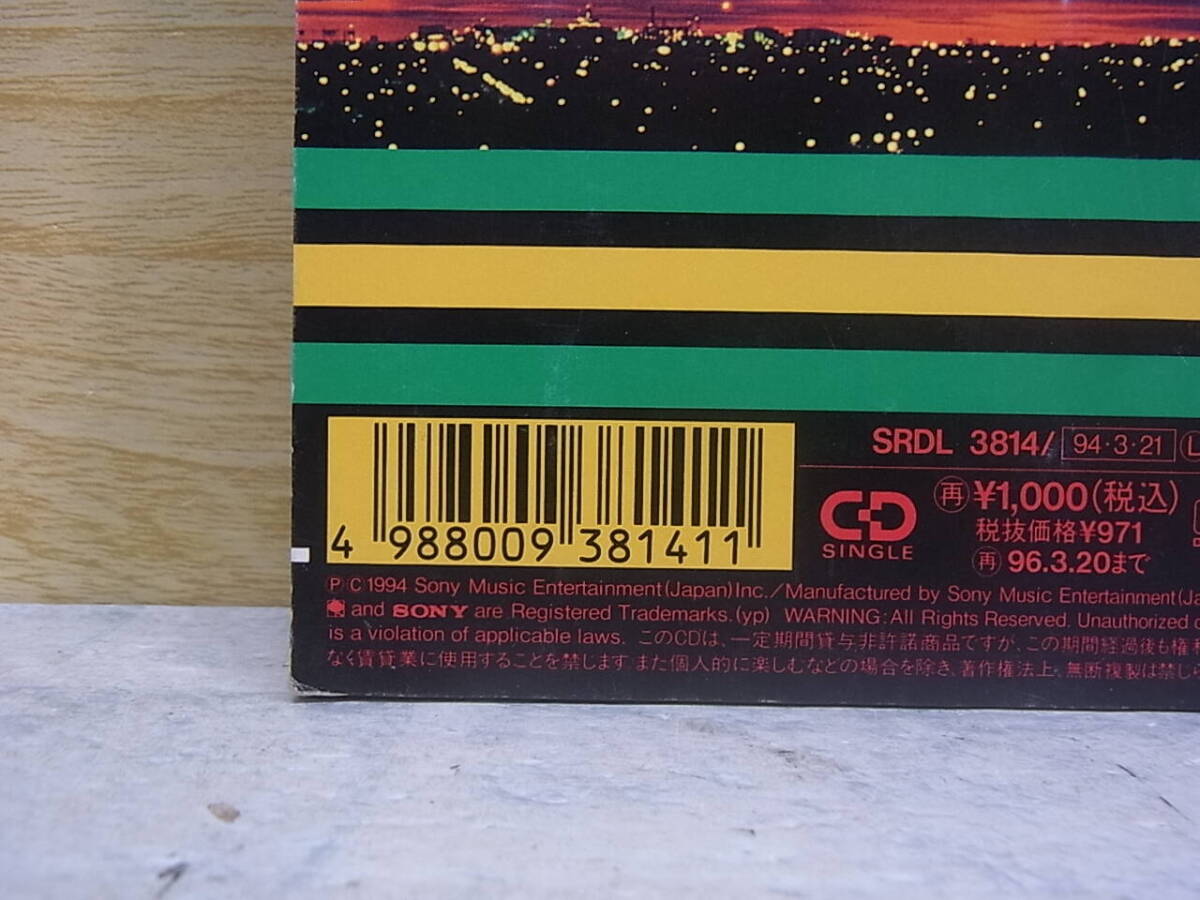 SRDL 3814/ 94・3・21 Ⓛ
再 ¥1,000(税込)
税抜価格¥971
再 96.3.20まで
CD
SINGLE
4 988009 381411
ⓅⒸ 1994 Sony Music Entertainment(Japan)Inc./Manufactured by Sony Music Entertainment(Ja
and SONY are Registered Trademarks.(yp) WARNING: All Rights Reserved. Unauthorized
is a violation of applicable laws. このCDは、一定期間貸与非許諾商品ですが、この期間経過後も権利
なく賃貸業に使用することを禁します また個人的に楽しむなどの場合を除き、著作権法上、無断複製は禁し